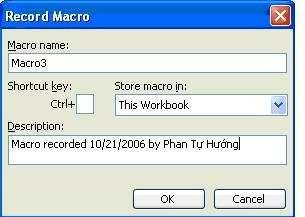 Record Macro
Macro name:
Macro3
Shortcut key: Store macro in:
Ctrl+ This Workbook
Description:
Macro recorded 10/21/2006 by Phan Tự Hướng
OK Cancel